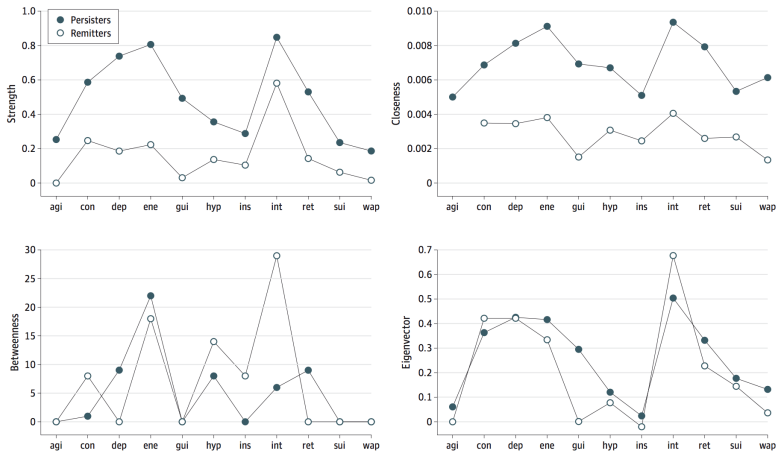 Persisters
Remitters
Strength
1.0
0.8
0.6
0.4
0.2
0
agi con dep ene gui hyp ins int ret sui wap
Closeness
0.010
0.008
0.006
0.004
0.002
0.000
agi con dep ene gui hyp ins int ret sui wap
Betweenness
30
25
20
15
10
5
0
agi con dep ene gui hyp ins int ret sui wap
Eigenvector
0.7
0.6
0.5
0.4
0.3
0.2
0.1
0
agi con dep ene gui hyp ins int ret sui wap